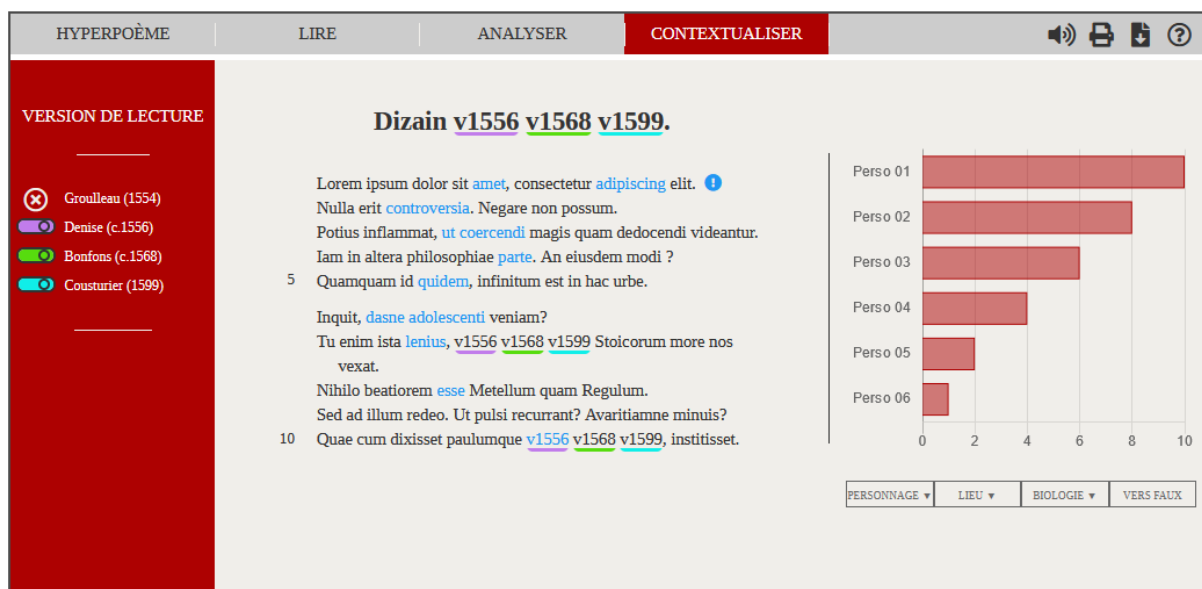 HYPERPOÈME LIRE ANALYSER CONTEXTUALISER
VERSION DE LECTURE
Groulleau (1554)
Denise (c.1556)
Bonfons (c.1568)
Cousturier (1599)
Dizain v1556 v1568 v1599.
Lorem ipsum dolor sit amet, consectetur adipiscing elit.
Nulla erit controversia. Negare non possum.
Potius inflammat, ut coercendi magis quam dedocendi videantur.
Iam in altera philosophiae parte. An eiusdem modi ?
5 Quamquam id quidem, infinitum est in hac urbe.
Inquit, dasne adolescenti veniam?
Tu enim ista lenius, v1556 v1568 v1599 Stoicorum more nos
vexat.
Nihilo beatiorem esse Metellum quam Regulum.
Sed ad illum redeo. Ut pulsi recurrant? Avaritiamne minuis?
10 Quae cum dixisset paulumque v1556 v1568 v1599, institisset.
Perso 01
Perso 02
Perso 03
Perso 04
Perso 05
Perso 06
0 2 4 6 8 10
PERSONNAGE ▼ LIEU ▼ BIOLOGIE ▼ VERS FAUX